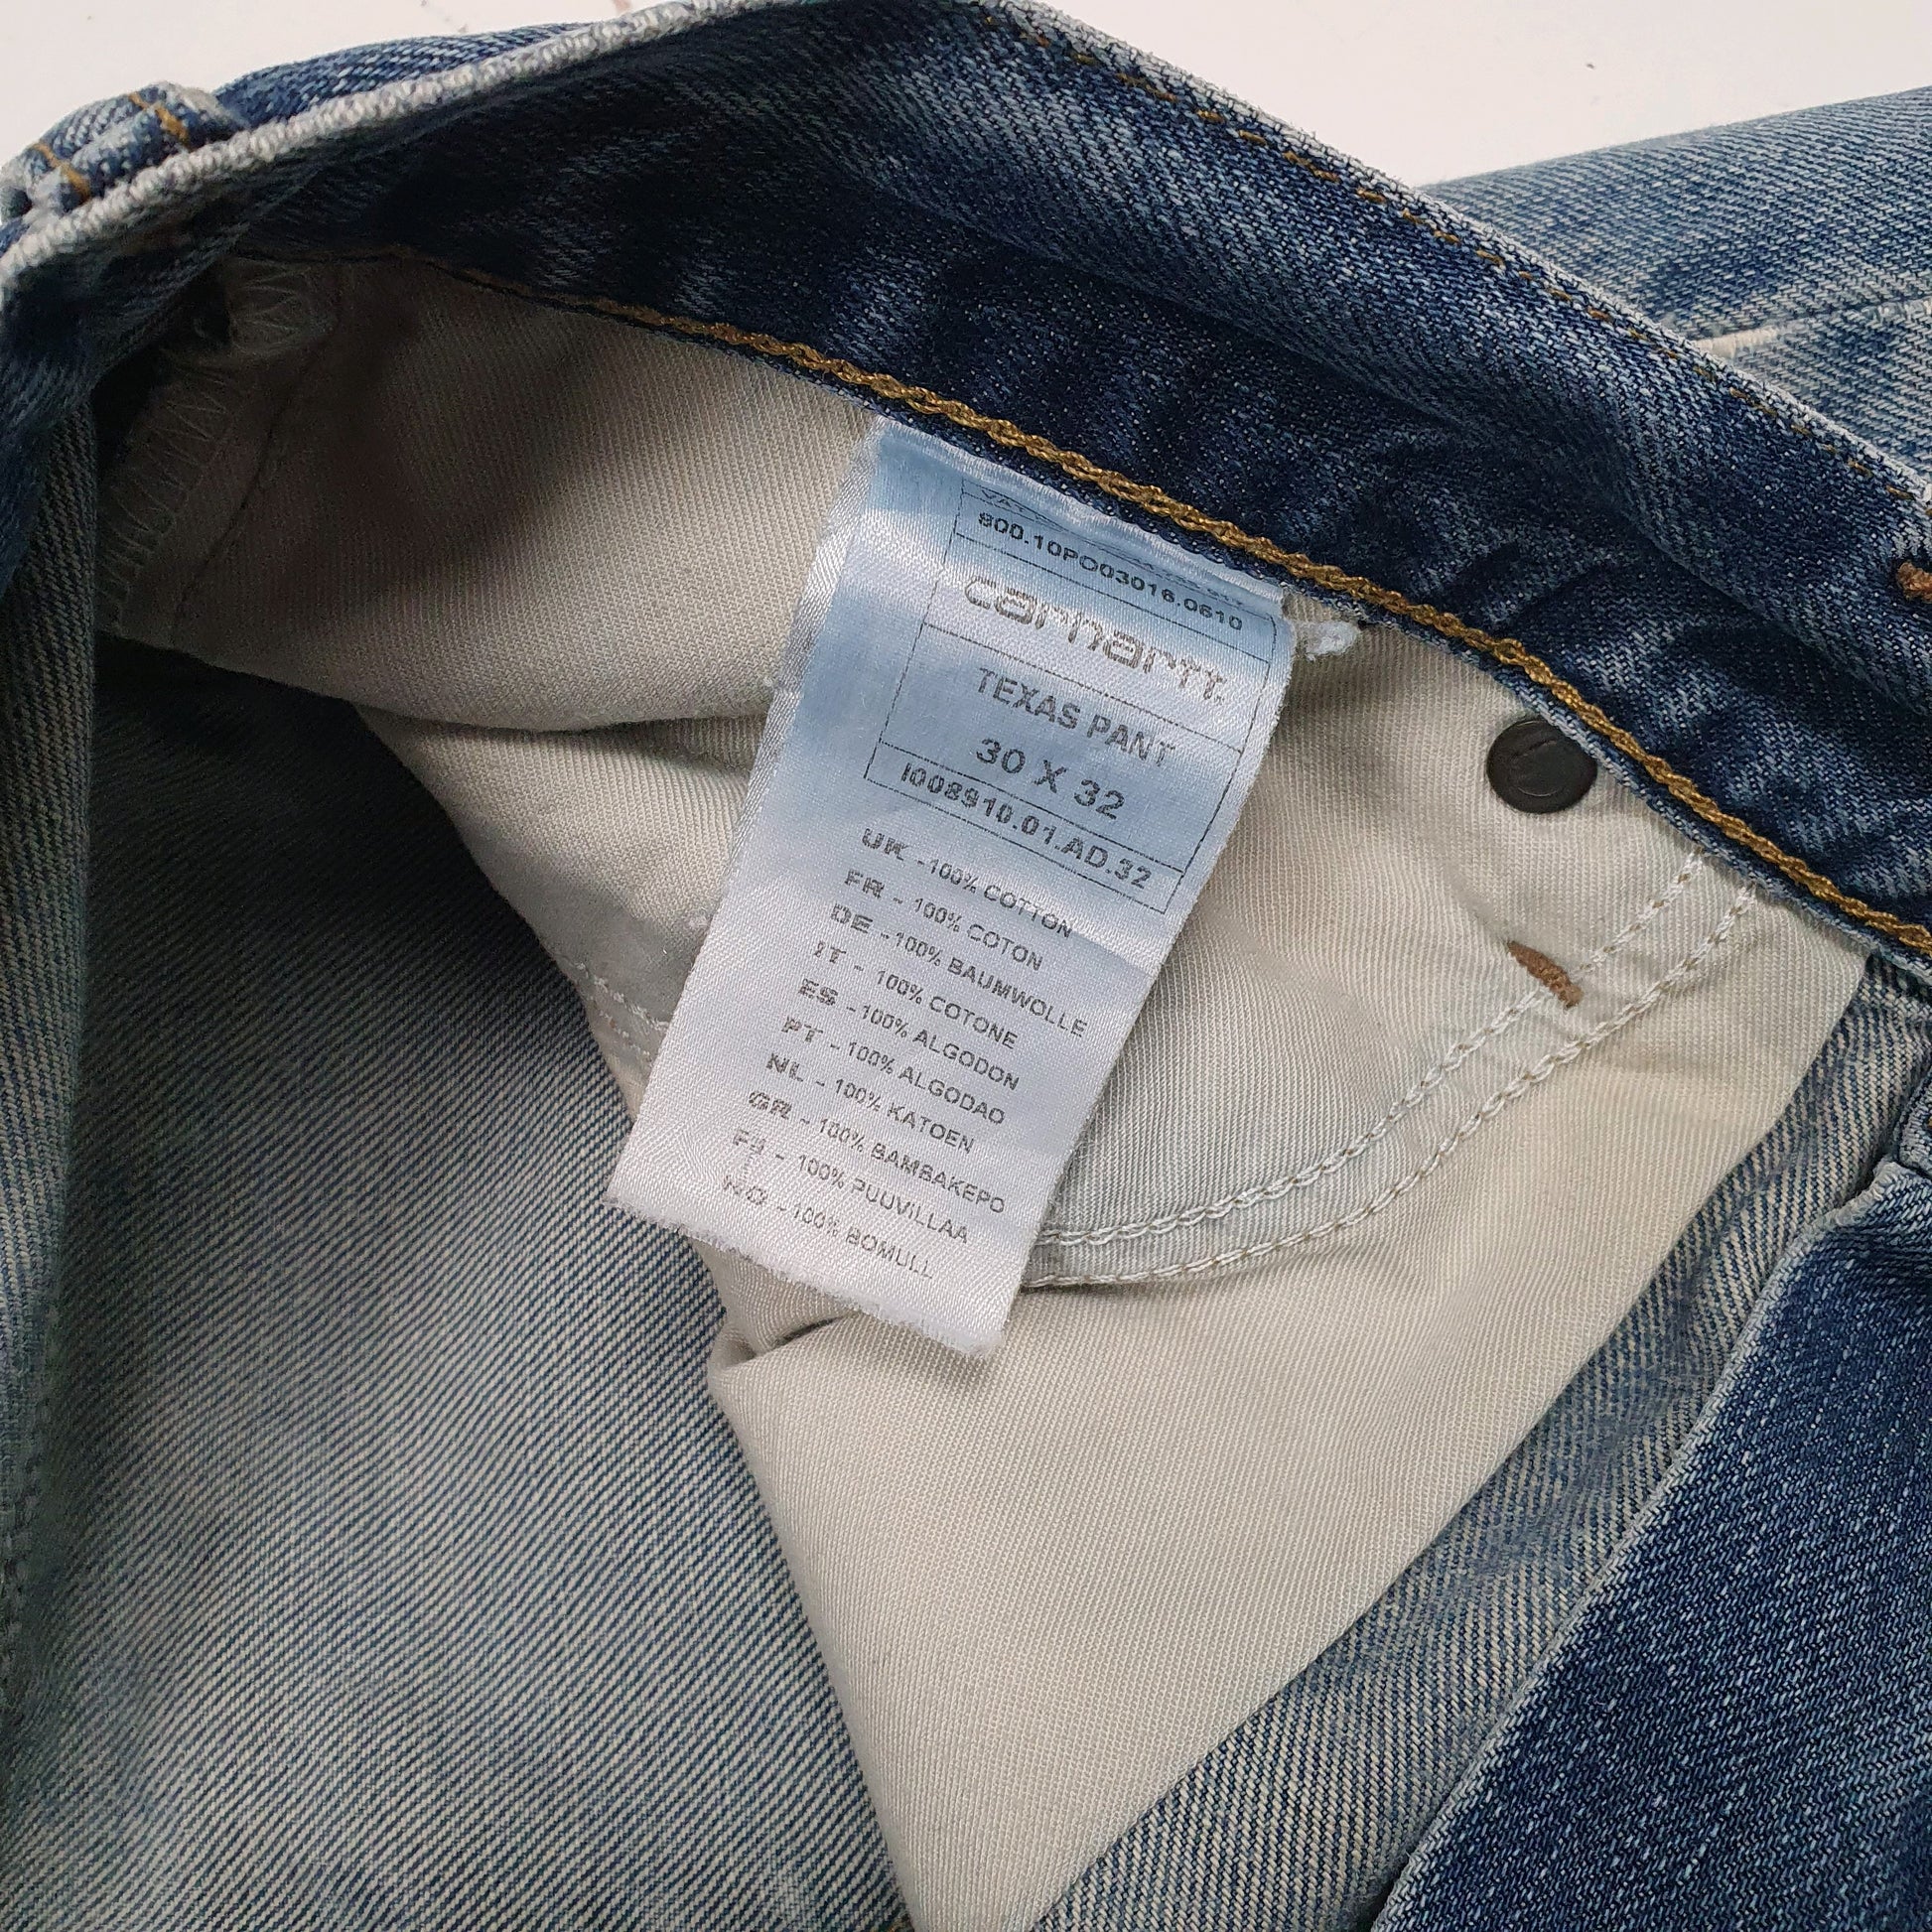 800.10PO03016.0610
carhartt
TEXAS PANT
30 X 32
I008910.01.AD.32
UK - 100% COTTON
FR - 100% COTON
DE - 100% BAUMWOLLE
IT - 100% COTONE
ES - 100% ALGODON
PT - 100% ALGODAO
NL - 100% KATOEN
GR - 100% BAMBAKEPO
FI - 100% PUUVILLAA
NO - 100% BOMULL